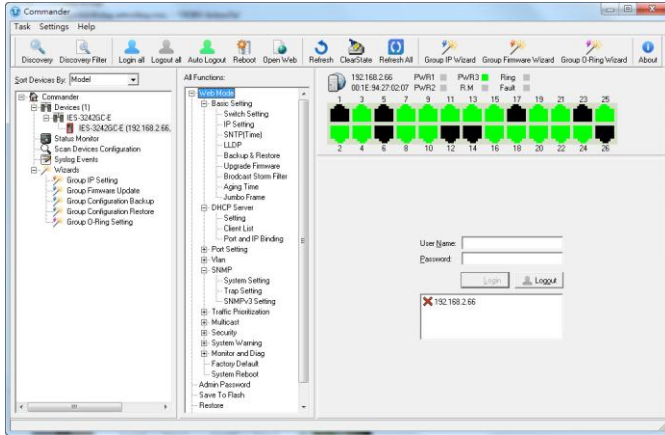 Commander
Task Settings Help
Discovery Discovery Filter Login all Logout all Auto Logout Reboot Open Web Refresh ClearState Refresh All Group IP Wizard Group Firmware Wizard Group O-Ring Wizard About
Sort Devices By: Model
Commander
Devices (1)
IES-3242GC-E
IES-3242GC-E (192.168.2.66,
Status Monitor
Scan Devices Configuration
Syslog Events
Wizards
Group IP Setting
Group Firmware Update
Group Configuration Backup
Group Configuration Restore
Group O-Ring Setting
All Functions:
Web Mode
Basic Setting
Switch Setting
IP Setting
SNTP(Time)
LLDP
Backup & Restore
Upgrade Firmware
Brodcast Storm Filter
Aging Time
Jumbo Frame
DHCP Server
Setting
Client List
Port and IP Binding
Port Setting
Vlan
SNMP
System Setting
Trap Setting
SNMPv3 Setting
Traffic Prioritization
Multicast
Security
System Warning
Monitor and Diag
Factory Default
System Reboot
Admin Password
Save To Flash
Restore
192.168.2.66 PWR1 PWR3 Ring
00:1E:94:27:02:07 PWR2 R.M Fault
1 3 5 7 9 11 13 15 17 19 21 22 23 25
2 4 6 8 10 12 14 16 18 20 22 24 26
User Name:
Password:
Login Logout
192.168.2.66